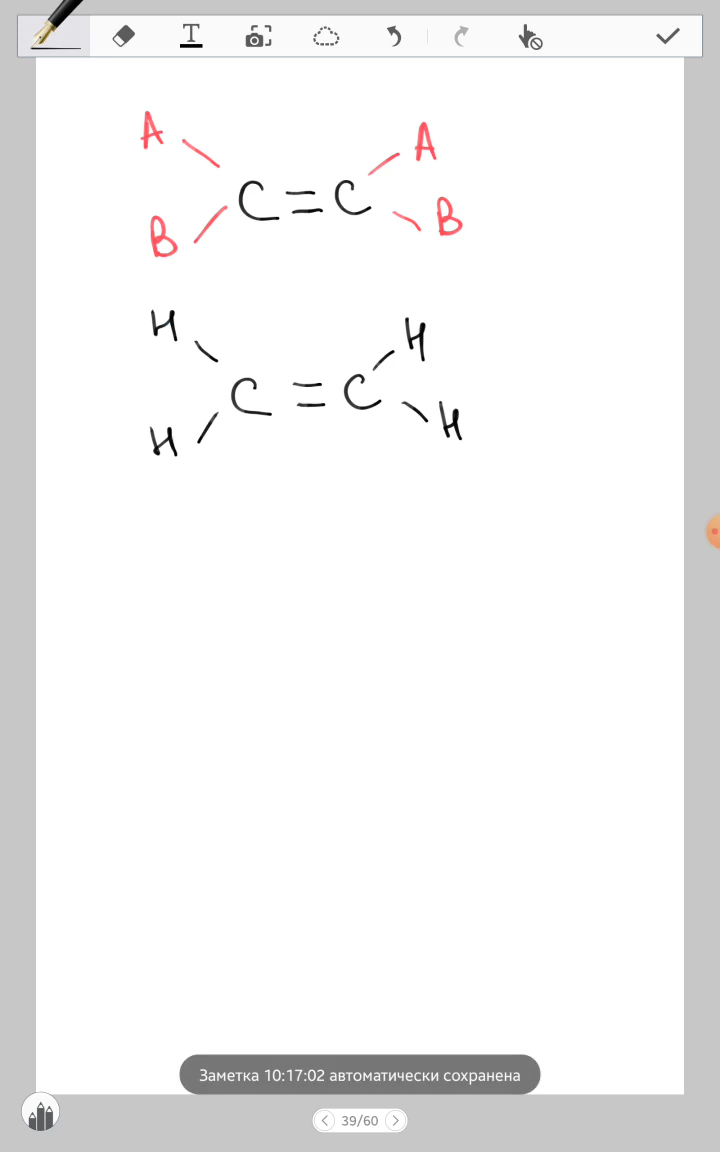 T
A A
C=C
B B
H H
C=C
H H
Заметка 10:17:02 автоматически сохранена
39/60